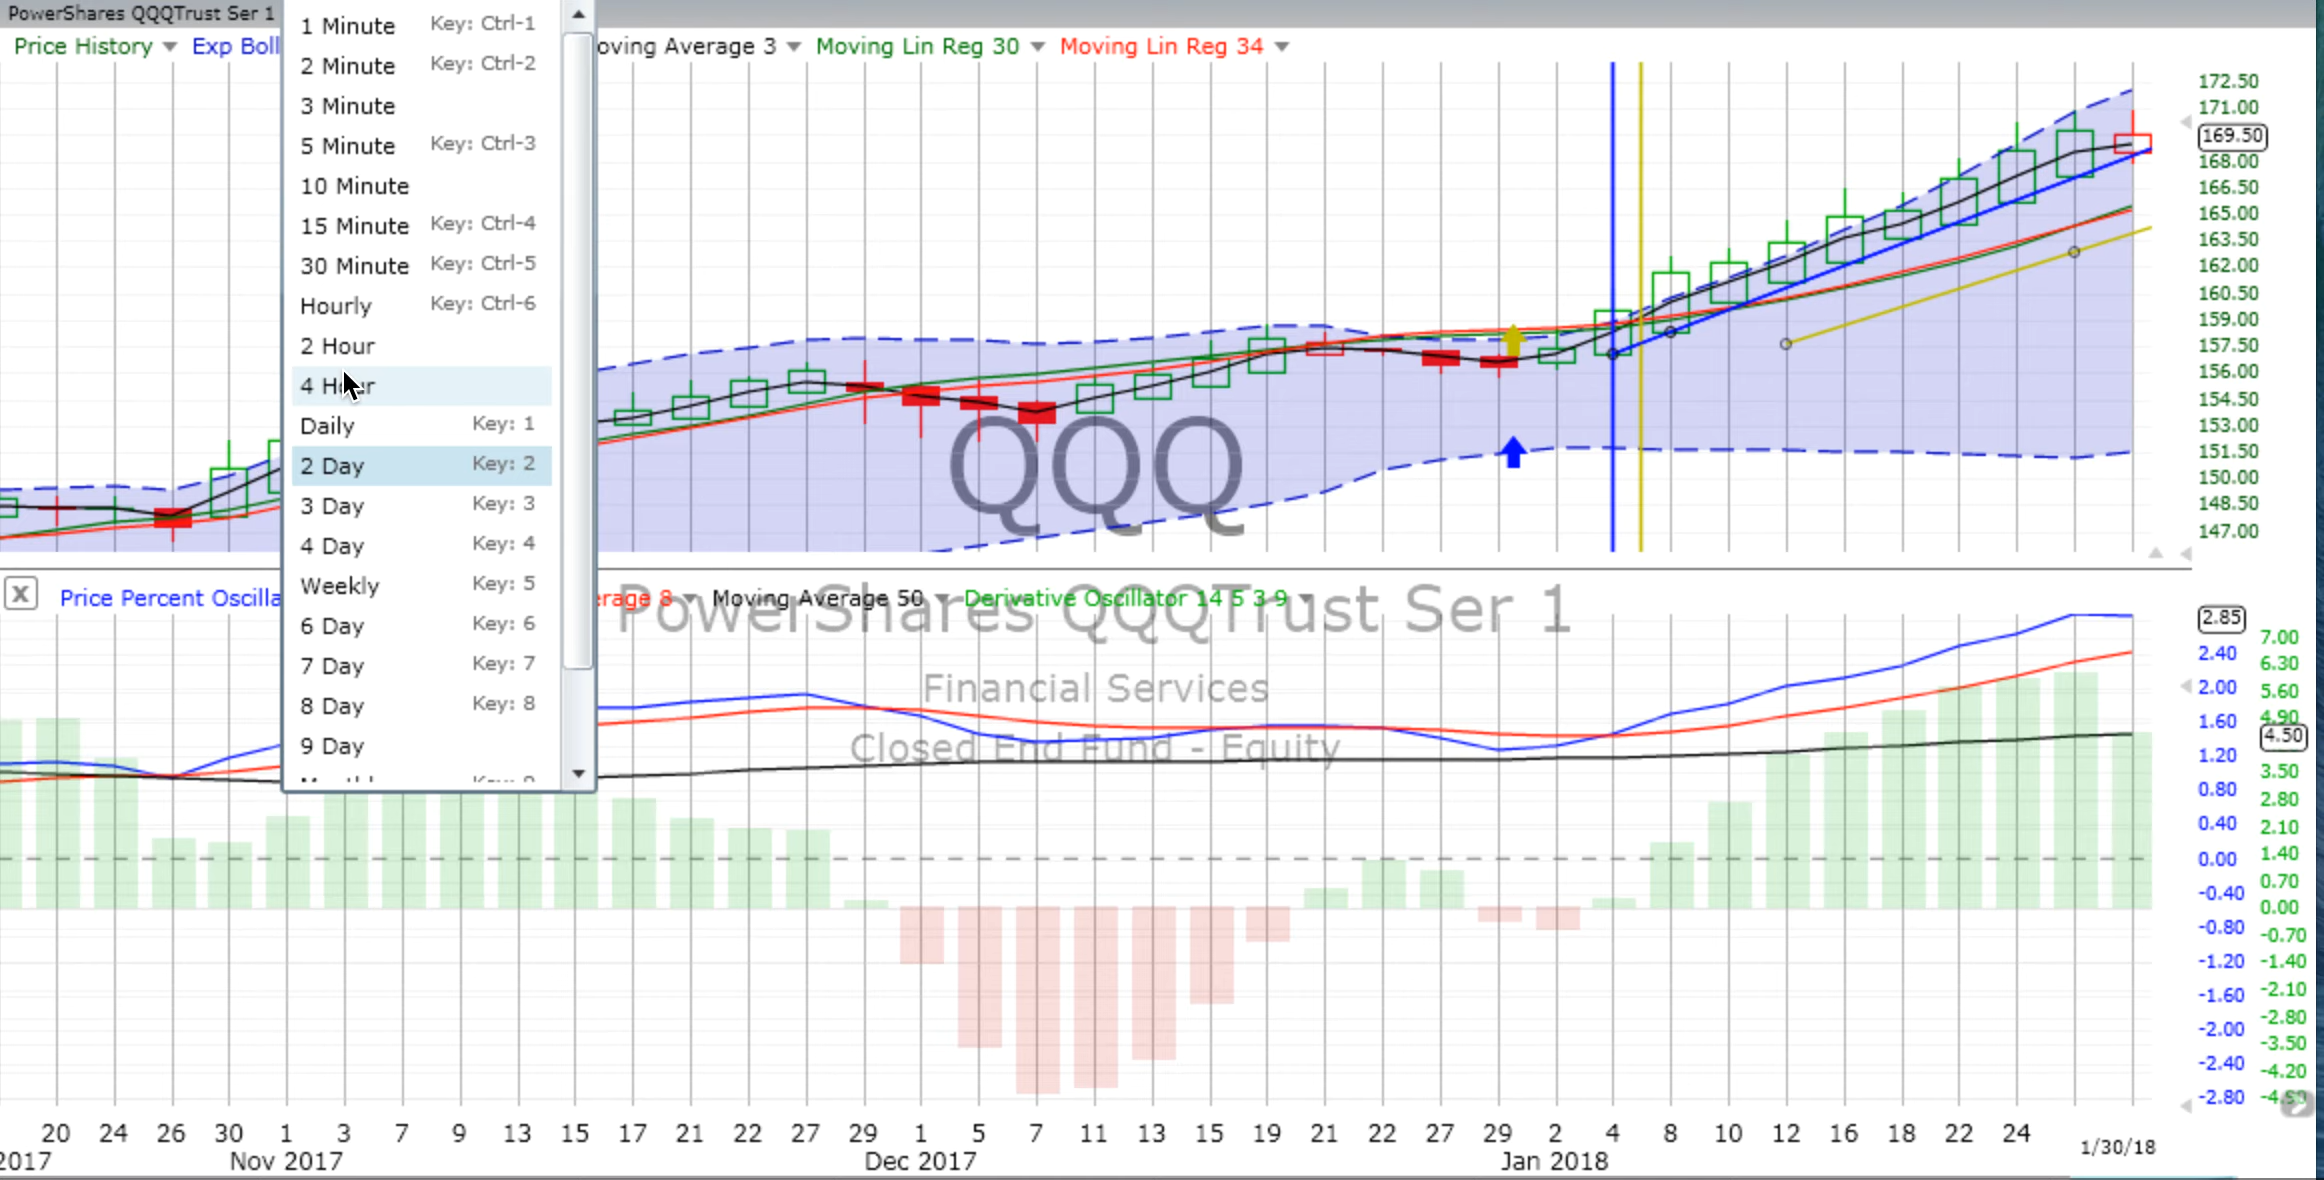 PowerShares QQQTrust Ser 1
Price History Exp Boll
oving Average 3 Moving Lin Reg 30 Moving Lin Reg 34
1 Minute Key: Ctrl-1
2 Minute Key: Ctrl-2
3 Minute
5 Minute Key: Ctrl-3
10 Minute
15 Minute Key: Ctrl-4
30 Minute Key: Ctrl-5
Hourly Key: Ctrl-6
2 Hour
4 Hour
Daily Key: 1
2 Day Key: 2
3 Day Key: 3
4 Day Key: 4
Weekly Key: 5
6 Day Key: 6
7 Day Key: 7
8 Day Key: 8
9 Day
172.50
171.00
169.50
168.00
166.50
165.00
163.50
162.00
160.50
159.00
157.50
156.00
154.50
153.00
151.50
150.00
148.50
147.00
QQQ
PowerShares QQQTrust Ser 1
Financial Services
Closed End Fund - Equity
X Price Percent Oscilla
erage 8 Moving Average 50 Derivative Oscillator 14 5 3 9
2.85
2.40
2.00
1.60
1.20
0.80
0.40
0.00
-0.40
-0.80
-1.20
-1.60
-2.00
-2.40
-2.80
7.00
6.30
5.60
4.90
4.50
3.50
2.80
2.10
1.40
0.70
0.00
-0.70
-1.40
-2.10
-2.80
-3.50
-4.20
20 24 26 30 1 3 7 9 13 15 17 21 22 27 29 1 5 7 11 13 15 19 21 22 27 29 2 4 8 10 12 16 18 22 24 1/30/18
2017 Nov 2017 Dec 2017 Jan 2018